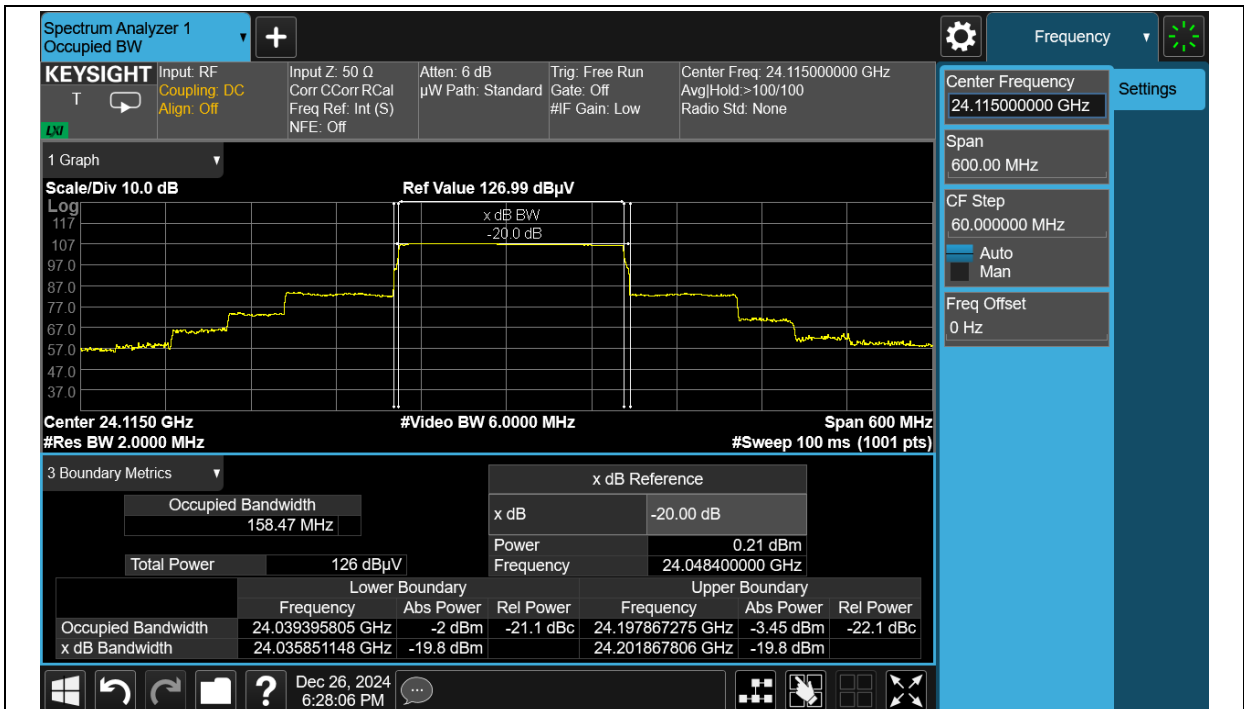 Spectrum Analyzer 1
Occupied BW
Frequency
KEYSIGHT
T
LXI
Input: RF
Coupling: DC
Align: Off
Input Z: 50 Ω
Corr CCorr RCal
Freq Ref: Int (S)
NFE: Off
Atten: 6 dB
µW Path: Standard
Trig: Free Run
Gate: Off
#IF Gain: Low
Center Freq: 24.115000000 GHz
Avg|Hold:>100/100
Radio Std: None
Center Frequency
24.115000000 GHz
Settings
Span
600.00 MHz
CF Step
60.000000 MHz
Auto
Man
Freq Offset
0 Hz
1 Graph
Scale/Div 10.0 dB
Ref Value 126.99 dBµV
Log
x dB BW
-20.0 dB
117
107
97.0
87.0
77.0
67.0
57.0
47.0
37.0
Center 24.1150 GHz
#Video BW 6.0000 MHz
Span 600 MHz
#Res BW 2.0000 MHz
#Sweep 100 ms (1001 pts)
3 Boundary Metrics
Occupied Bandwidth
158.47 MHz
Total Power 126 dBµV
x dB Reference
x dB -20.00 dB
Power 0.21 dBm
Frequency 24.048400000 GHz
Lower Boundary Upper Boundary
Frequency Abs Power Rel Power Frequency Abs Power Rel Power
Occupied Bandwidth 24.039395805 GHz -2 dBm -21.1 dBc 24.197867275 GHz -3.45 dBm -22.1 dBc
x dB Bandwidth 24.035851148 GHz -19.8 dBm 24.201867806 GHz -19.8 dBm
?
Dec 26, 2024
6:28:06 PM